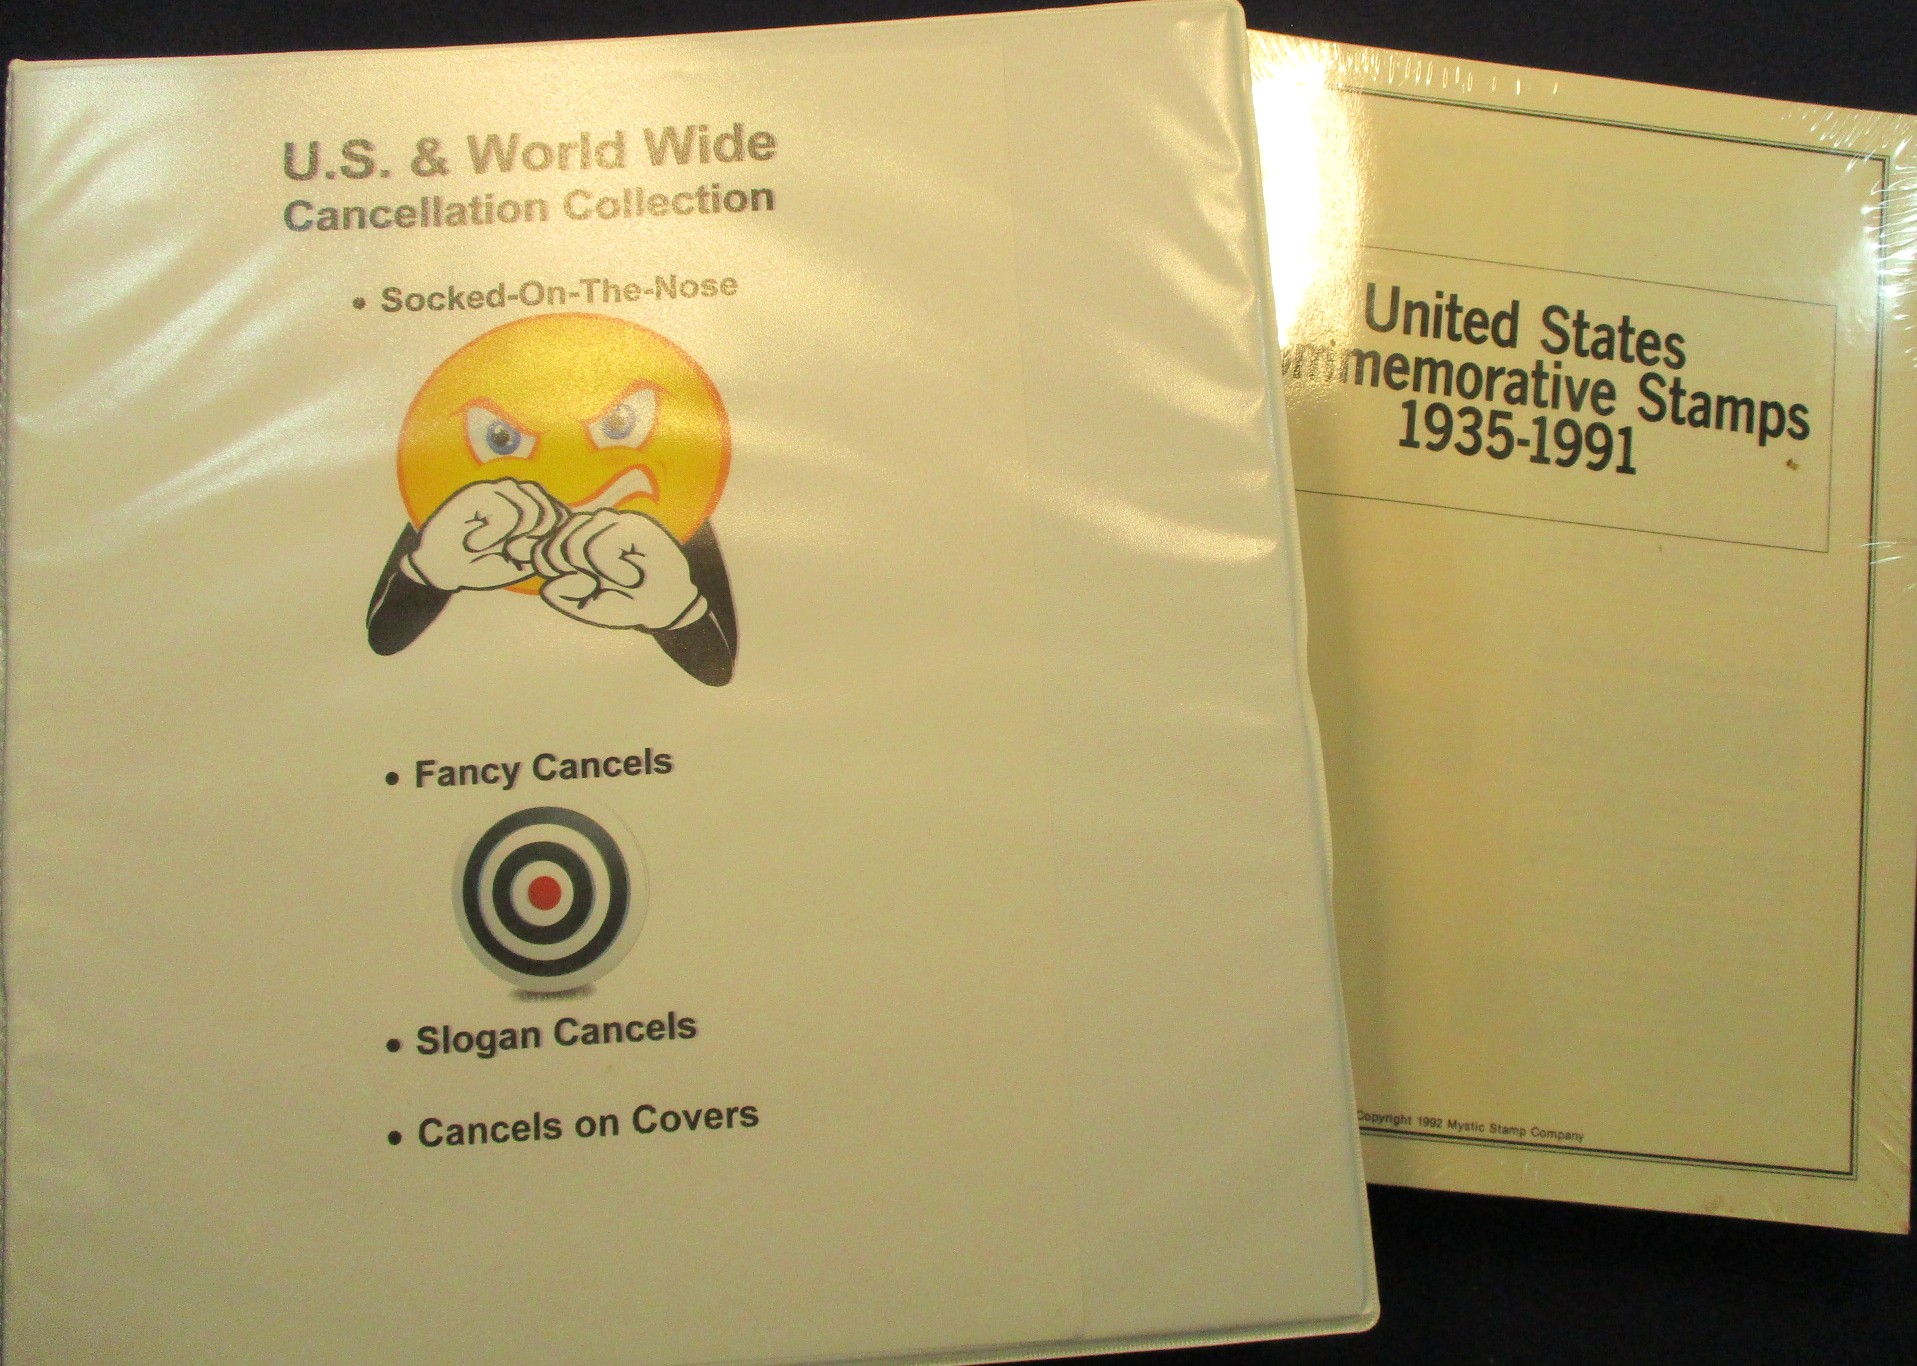 U.S. & World Wide
Cancellation Collection
• Socked-On-The-Nose
• Fancy Cancels
• Slogan Cancels
• Cancels on Covers
United States
mmemorative Stamps
1935-1991
Copyright 1992 Mystic Stamp Company